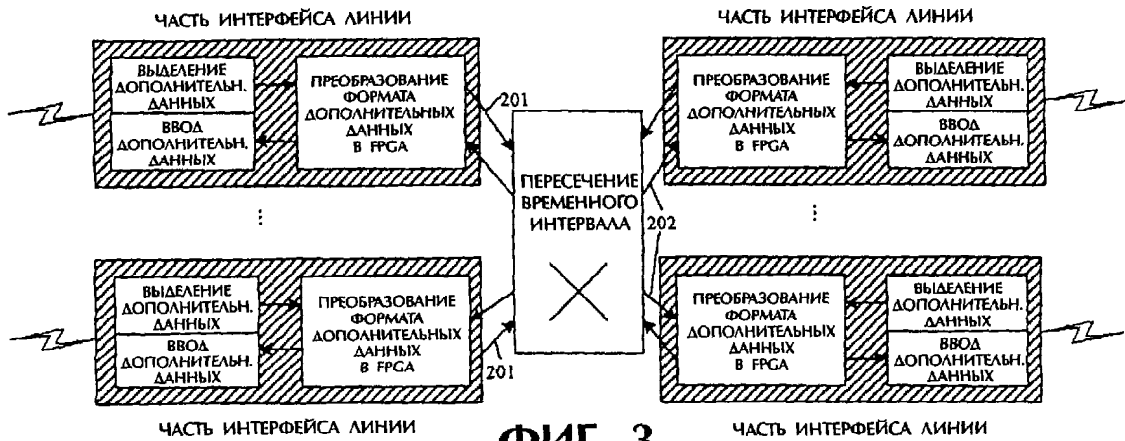 ЧАСТЬ ИНТЕРФЕЙСА ЛИНИИ
ВЫДЕЛЕНИЕ
ДОПОЛНИТЕЛЬН.
ДАННЫХ
ВВОД
ДОПОЛНИТЕЛЬН.
ДАННЫХ
ПРЕОБРАЗОВАНИЕ
ФОРМАТА
ДОПОЛНИТЕЛЬНЫХ
ДАННЫХ
В FPGA
201
ПЕРЕСЕЧЕНИЕ
ВРЕМЕННОГО
ИНТЕРВАЛА
202
ЧАСТЬ ИНТЕРФЕЙСА ЛИНИИ
ПРЕОБРАЗОВАНИЕ
ФОРМАТА
ДОПОЛНИТЕЛЬНЫХ
ДАННЫХ
В FPGA
ВЫДЕЛЕНИЕ
ДОПОЛНИТЕЛЬН.
ДАННЫХ
ВВОД
ДОПОЛНИТЕЛЬН.
ДАННЫХ
ВЫДЕЛЕНИЕ
ДОПОЛНИТЕЛЬН.
ДАННЫХ
ВВОД
ДОПОЛНИТЕЛЬН.
ДАННЫХ
ПРЕОБРАЗОВАНИЕ
ФОРМАТА
ДОПОЛНИТЕЛЬНЫХ
ДАННЫХ
В FPGA
201
ЧАСТЬ ИНТЕРФЕЙСА ЛИНИИ
ПРЕОБРАЗОВАНИЕ
ФОРМАТА
ДОПОЛНИТЕЛЬНЫХ
ДАННЫХ
В FPGA
ВЫДЕЛЕНИЕ
ДОПОЛНИТЕЛЬН.
ДАННЫХ
ВВОД
ДОПОЛНИТЕЛЬН.
ДАННЫХ
ЧАСТЬ ИНТЕРФЕЙСА ЛИНИИ
ФИГ. 3